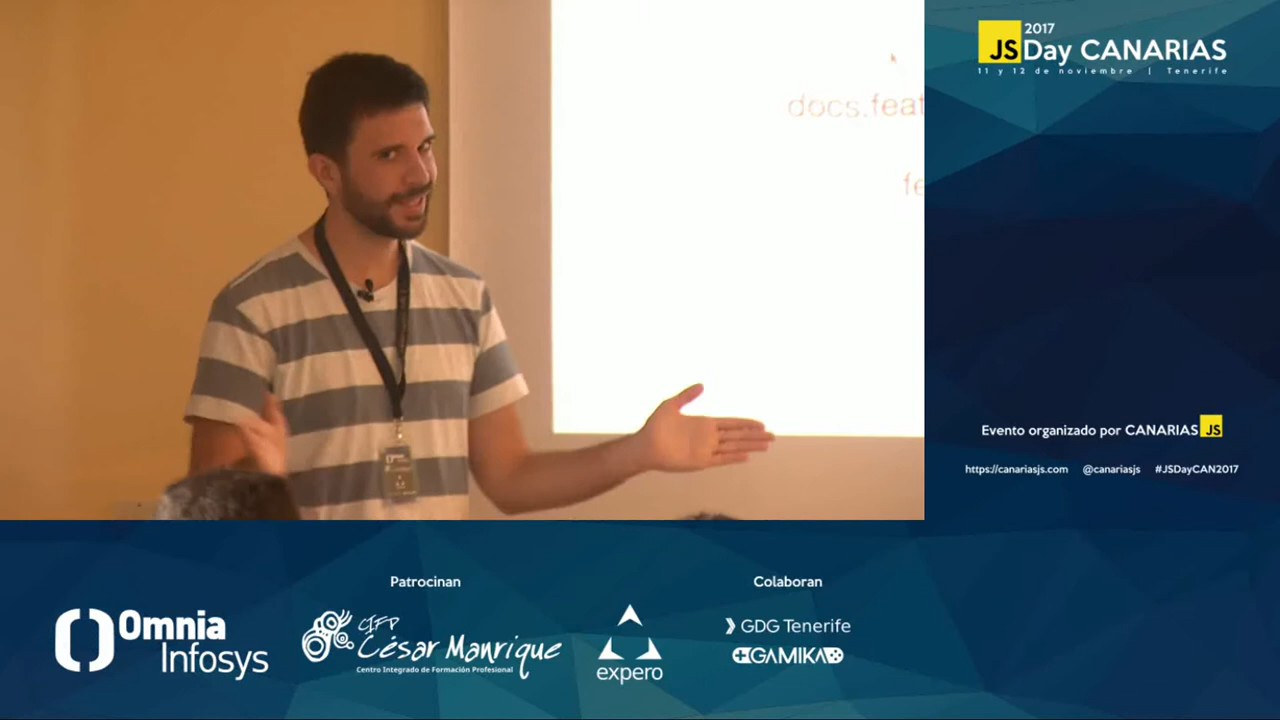 docs.feat
fe
2017
JS Day CANARIAS
11 y 12 de noviembre | Tenerife
Evento organizado por CANARIAS JS
https://canariasjs.com @canariasjs #JSDayCAN2017
Patrocinan
Colaboran
Omnia
Infosys
CIFP
César Manrique
Centro Integrado de Formación Profesional
expero
GDG Tenerife
GAMIKA